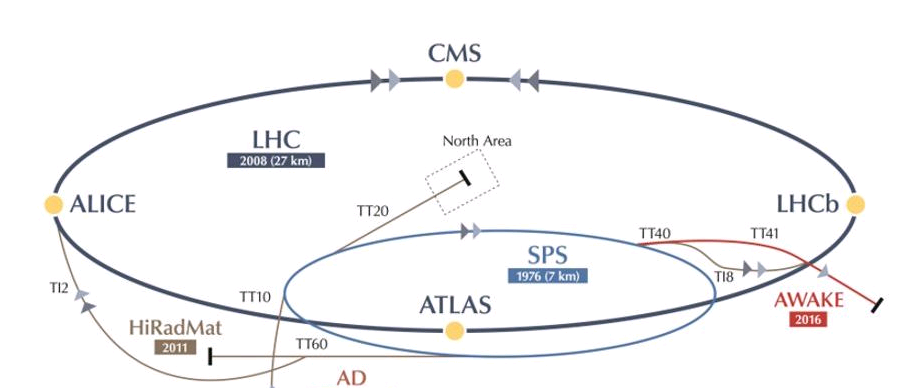 CMS
LHC
2008 (27 km)
North Area
ALICE
LHCb
TT20
TT40
TT41
SPS
1976 (7 km)
TI8
TI2
TT10
ATLAS
AWAKE
2016
HiRadMat
2011
TT60
AD